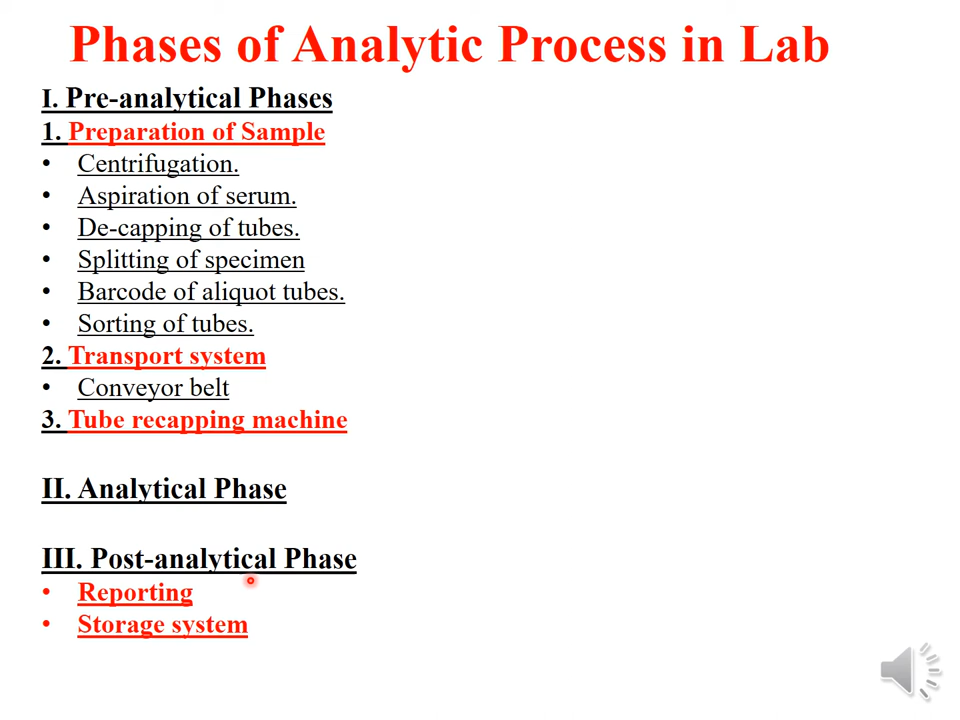 Phases of Analytic Process in Lab
I. Pre-analytical Phases
1. Preparation of Sample
• Centrifugation.
• Aspiration of serum.
• De-capping of tubes.
• Splitting of specimen
• Barcode of aliquot tubes.
• Sorting of tubes.
2. Transport system
• Conveyor belt
3. Tube recapping machine
II. Analytical Phase
III. Post-analytical Phase
• Reporting
• Storage system